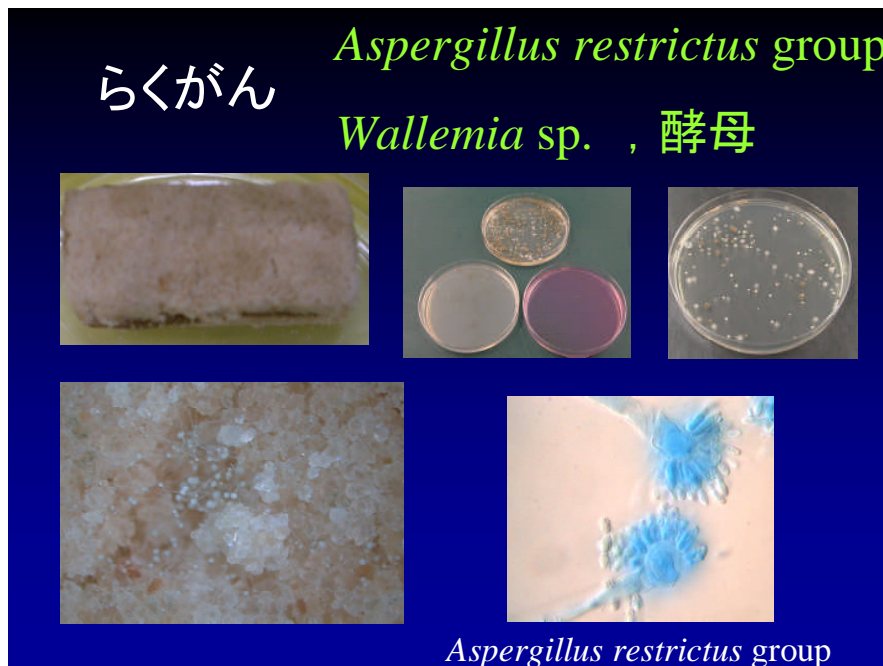 らくがん
Aspergillus restrictus group
Wallemia sp. ，酵母
Aspergillus restrictus group